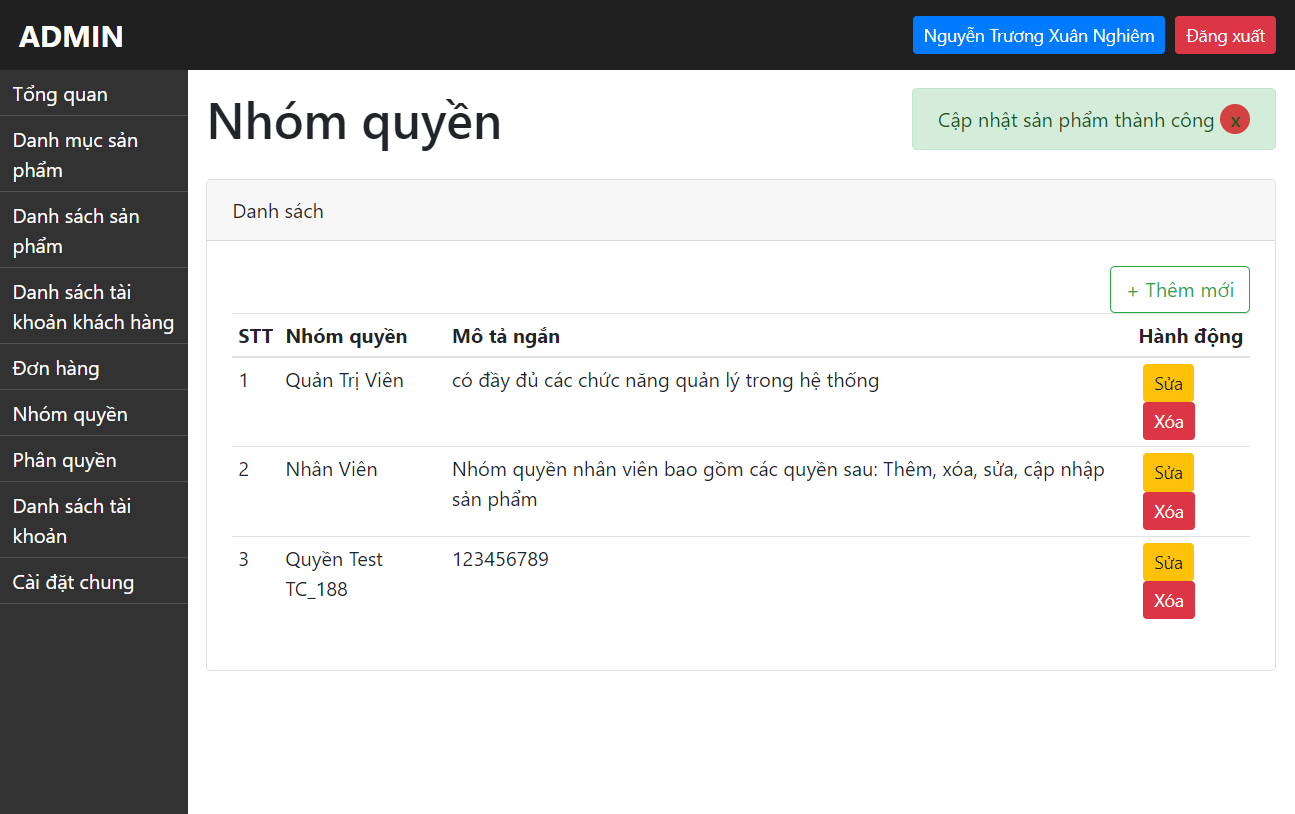 ADMIN
Nguyễn Trương Xuân Nghiêm
Đăng xuất
Tổng quan
Danh mục sản
phẩm
Danh sách sản
phẩm
Danh sách tài
khoản khách hàng
Đơn hàng
Nhóm quyền
Phân quyền
Danh sách tài
khoản
Cài đặt chung
Nhóm quyền
Cập nhật sản phẩm thành công x
Danh sách
+ Thêm mới
STT Nhóm quyền Mô tả ngắn Hành động
1 Quản Trị Viên có đầy đủ các chức năng quản lý trong hệ thống Sửa
Xóa
2 Nhân Viên Nhóm quyền nhân viên bao gồm các quyền sau: Thêm, xóa, sửa, cập nhập Sửa
sản phẩm Xóa
3 Quyền Test 123456789 Sửa
TC_188 Xóa